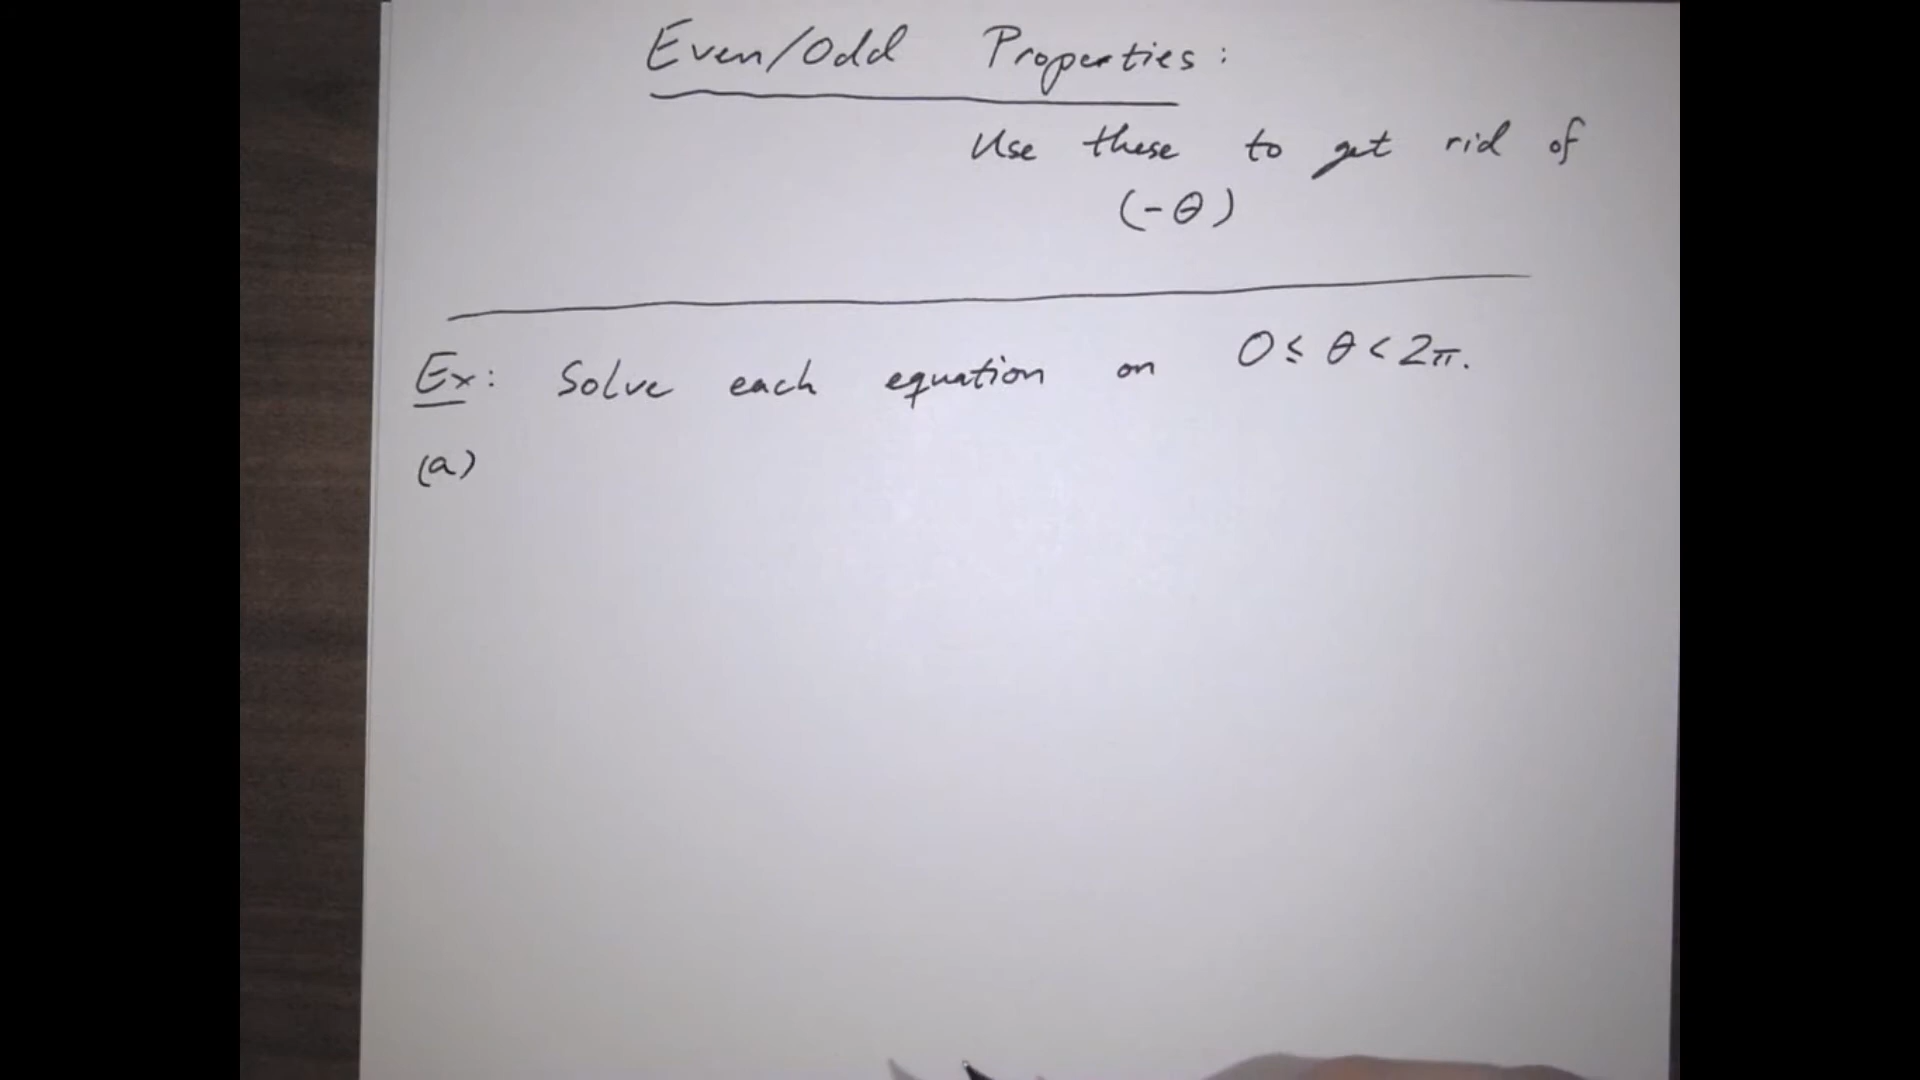 Even/Odd Properties:
Use these to get rid of
(-θ)
Ex: Solve each equation on 0 ≤ θ < 2π.
(a)